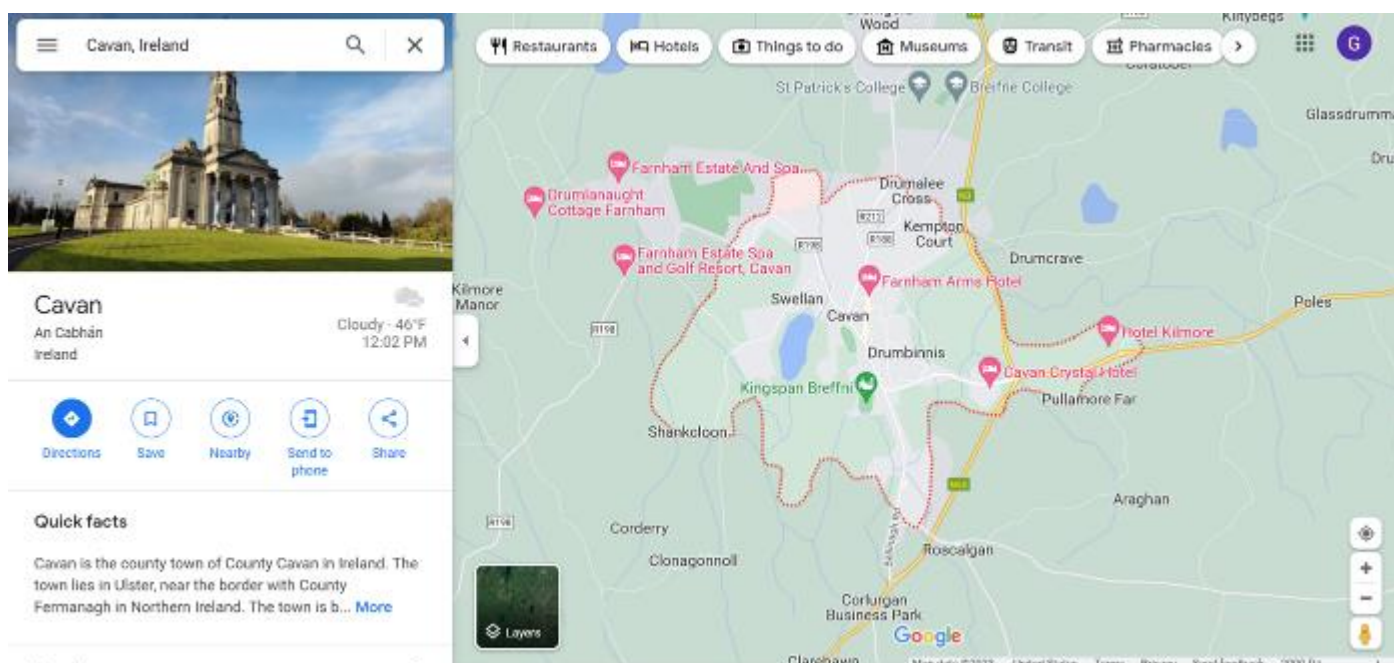 Cavan, Ireland
Cavan
An Cabhán
Ireland
Cloudy · 46°F
12:02 PM
Directions
Save
Nearby
Send to
phone
Share
Quick facts
Cavan is the county town of County Cavan in Ireland. The
town lies in Ulster, near the border with County
Fermanagh in Northern Ireland. The town is b... More
Restaurants
Hotels
Things to do
Museums
Transit
Pharmacies
G
Wood
St Patrick's College
Breifne College
Glassdrumm
Dru
Farnham Estate And Spa
Drumlanaught
Cottage Farnham
Drumalee
Cross
N3
R212
R198
R188
Kempton
Court
Farnham Estate Spa
and Golf Resort, Cavan
Drumcrave
Kilmore
Manor
Farnham Arms Hotel
Swellan
Cavan
Poles
R198
Hotel Kilmore
Drumbinnis
Cavan Crystal Hotel
Kingspan Breffni
Pullamore Far
Shankcloon
Araghan
R198
Corderry
Clonagonnoll
Roscalgan
Corlurgan
Business Park
Layers
Google